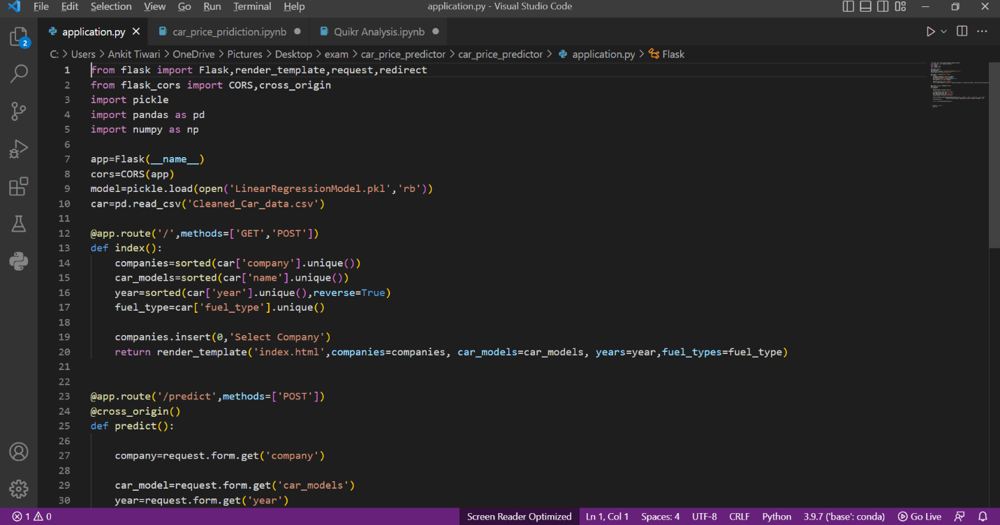 File Edit Selection View Go Run Terminal Help application.py - Visual Studio Code
application.py car_price_pridiction.ipynb Quikr Analysis.ipynb
C: > Users > Ankit Tiwari > OneDrive > Pictures > Desktop > exam > car_price_predictor > car_price_predictor > application.py > Flask
2
1 from flask import Flask,render_template,request,redirect
2 from flask_cors import CORS,cross_origin
3 import pickle
4 import pandas as pd
5 import numpy as np
6
7 app=Flask(__name__)
8 cors=CORS(app)
9 model=pickle.load(open('LinearRegressionModel.pkl','rb'))
10 car=pd.read_csv('Cleaned_Car_data.csv')
11
12 @app.route('/',methods=['GET','POST'])
13 def index():
14     companies=sorted(car['company'].unique())
15     car_models=sorted(car['name'].unique())
16     year=sorted(car['year'].unique(),reverse=True)
17     fuel_type=car['fuel_type'].unique()
18
19     companies.insert(0,'Select Company')
20     return render_template('index.html',companies=companies, car_models=car_models, years=year,fuel_types=fuel_type)
21
22
23 @app.route('/predict',methods=['POST'])
24 @cross_origin()
25 def predict():
26
27     company=request.form.get('company')
28
29     car_model=request.form.get('car_models')
30     year=request.form.get('year')
1 0 Screen Reader Optimized Ln 1, Col 1 Spaces: 4 UTF-8 CRLF Python 3.9.7 ('base': conda) Go Live